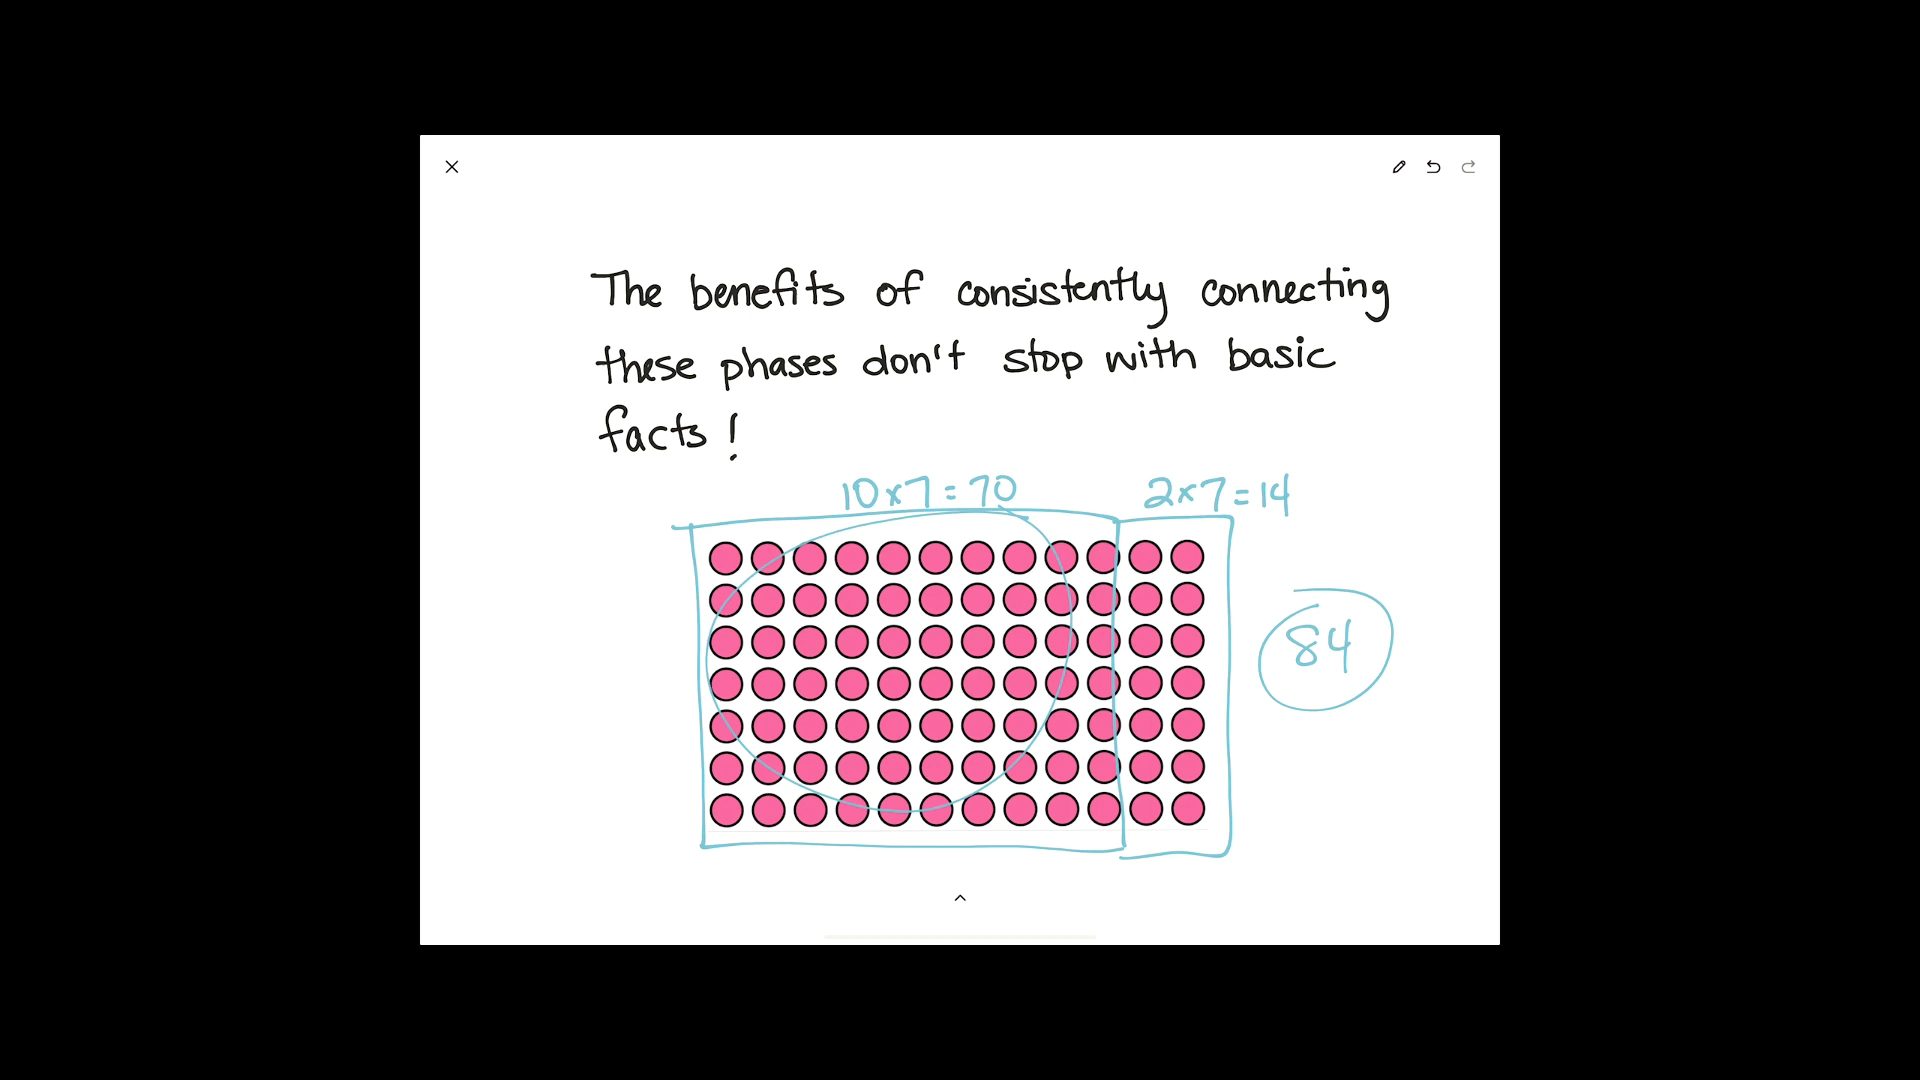 The benefits of consistently connecting
these phases don't stop with basic
facts!
10×7=70 2×7=14
84